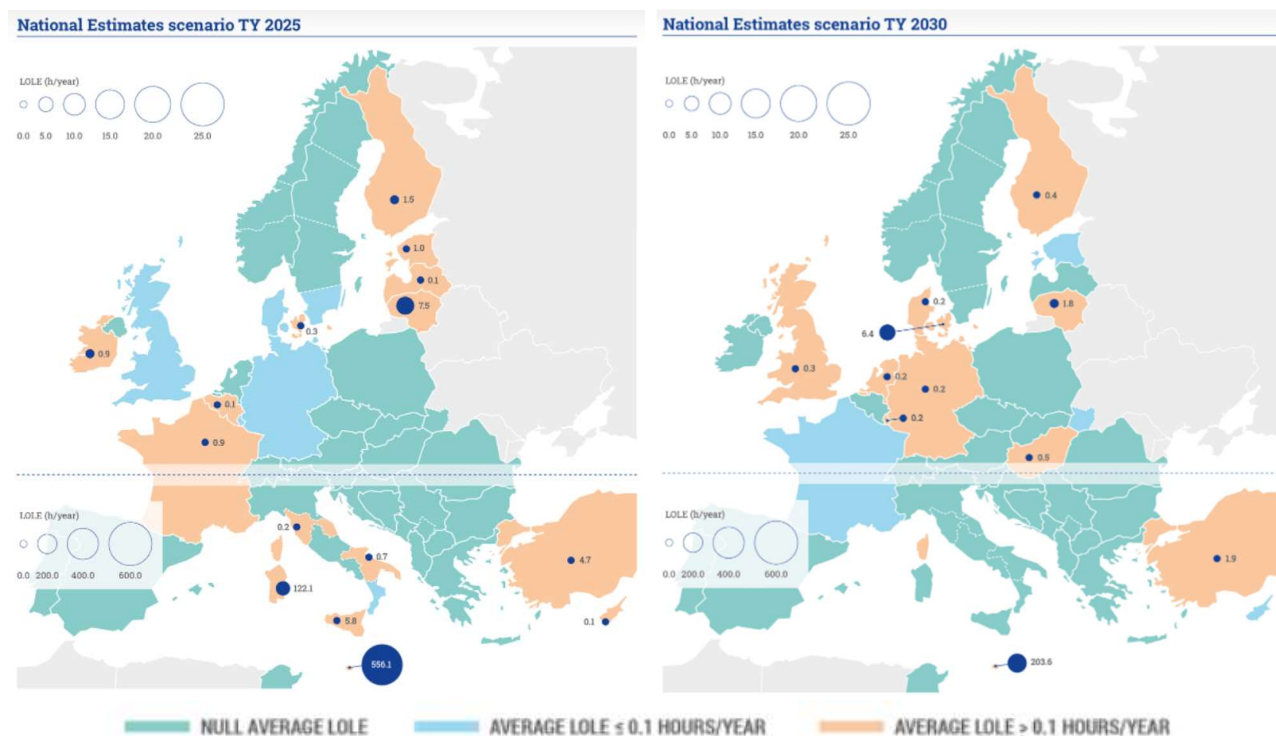 National Estimates scenario TY 2025
LOLE (h/year)
0.0 5.0 10.0 15.0 20.0 25.0
1.5
1.0
0.1
7.5
0.3
0.9
0.1
0.9
LOLE (h/year)
0.0 200.0 400.0 600.0
0.2
0.7
4.7
122.1
5.8
0.1
556.1
National Estimates scenario TY 2030
LOLE (h/year)
0.0 5.0 10.0 15.0 20.0 25.0
0.4
0.2
1.8
6.4
0.3
0.2
0.2
0.2
0.5
LOLE (h/year)
0.0 200.0 400.0 600.0
1.9
203.6
NULL AVERAGE LOLE
AVERAGE LOLE ≤ 0.1 HOURS/YEAR
AVERAGE LOLE > 0.1 HOURS/YEAR